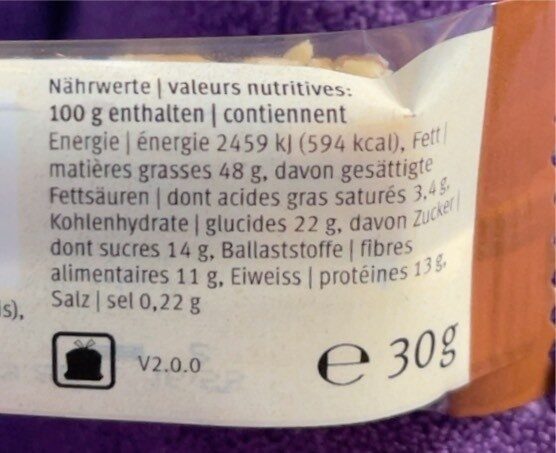 Nährwerte | valeurs nutritives:
100 g enthalten | contiennent
Energie | énergie 2459 kJ (594 kcal), Fett |
matières grasses 48 g, davon gesättigte
Fettsäuren | dont acides gras saturés 3,4 g,
Kohlenhydrate | glucides 22 g, davon Zucker |
dont sucres 14 g, Ballaststoffe | fibres
alimentaires 11 g, Eiweiss | protéines 13 g,
Salz | sel 0,22 g
s),
V2.0.0
℮ 30g